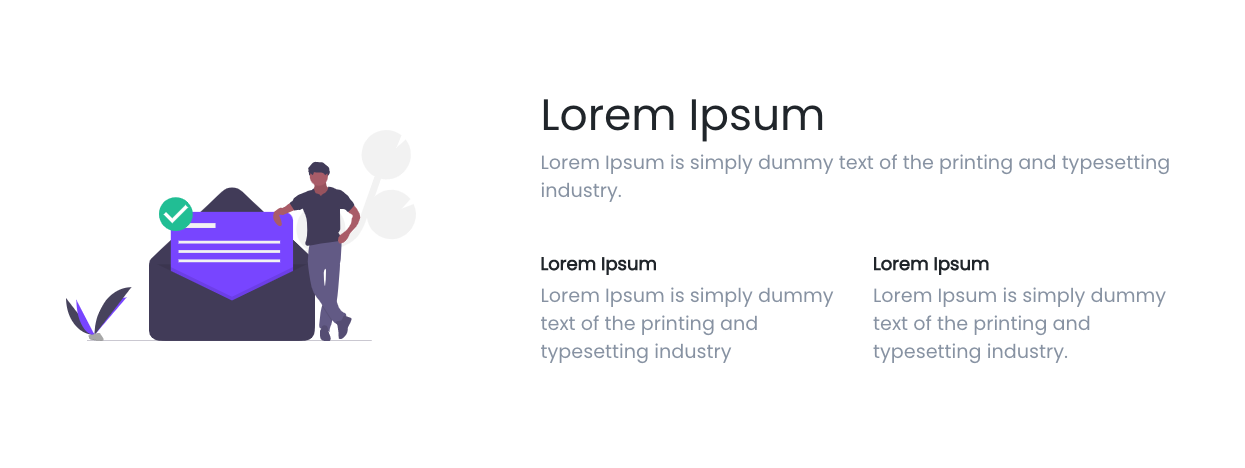 Lorem Ipsum
Lorem Ipsum is simply dummy text of the printing and typesetting
industry.
Lorem Ipsum
Lorem Ipsum is simply dummy
text of the printing and
typesetting industry
Lorem Ipsum
Lorem Ipsum is simply dummy
text of the printing and
typesetting industry.